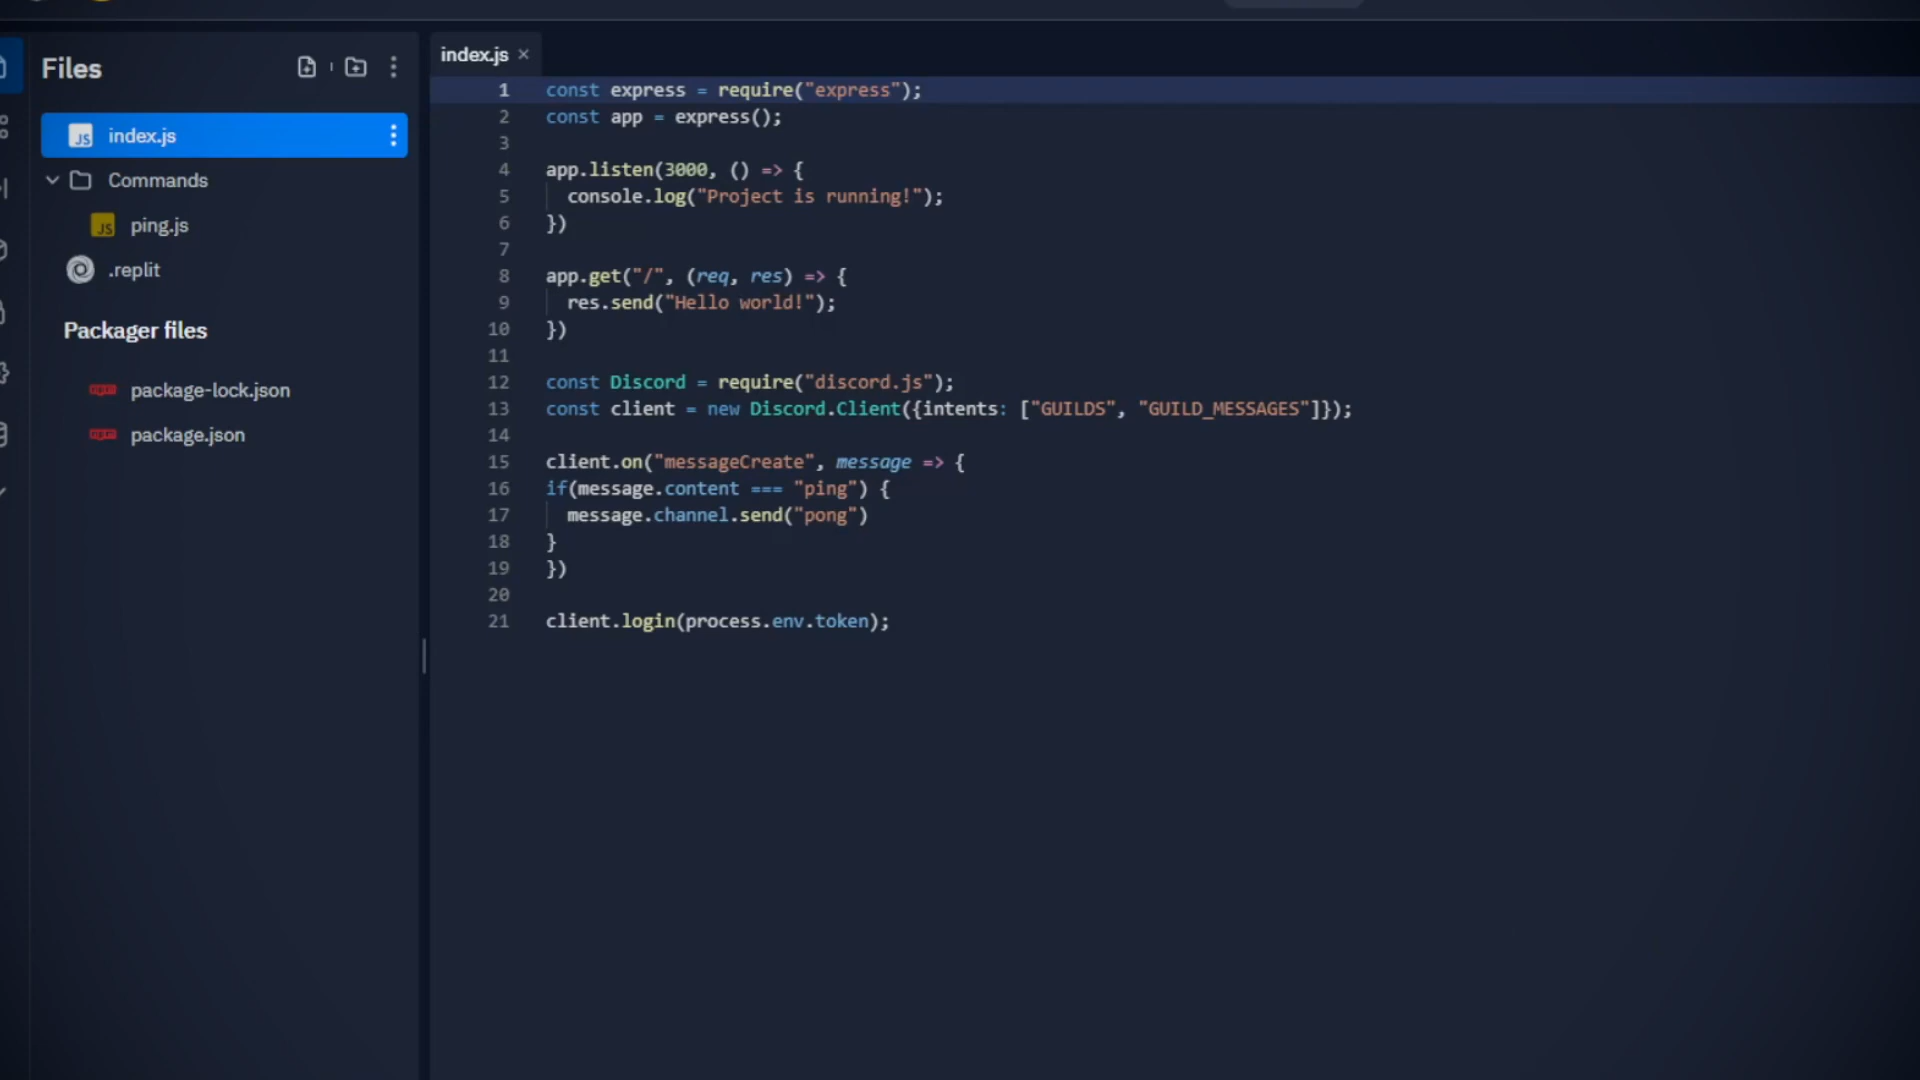 Files
index.js
Commands
ping.js
.replit
Packager files
package-lock.json
package.json
index.js ×
1 const express = require("express");
2 const app = express();
3
4 app.listen(3000, () => {
5   console.log("Project is running!");
6 })
7
8 app.get("/", (req, res) => {
9   res.send("Hello world!");
10 })
11
12 const Discord = require("discord.js");
13 const client = new Discord.Client({intents: ["GUILDS", "GUILD_MESSAGES"]});
14
15 client.on("messageCreate", message => {
16 if(message.content === "ping") {
17   message.channel.send("pong")
18 }
19 })
20
21 client.login(process.env.token);